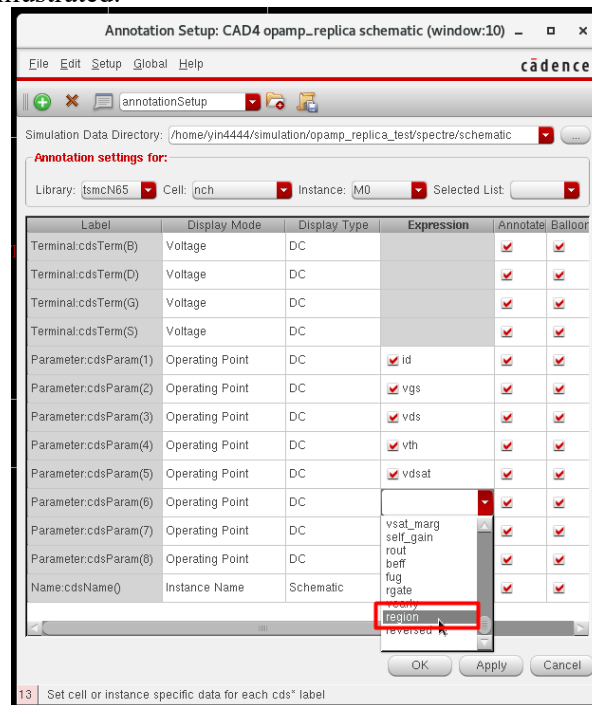 illustrated.
Annotation Setup: CAD4 opamp_replica schematic (window:10)
File Edit Setup Global Help
cādence
annotationSetup
Simulation Data Directory: /home/yin4444/simulation/opamp_replica_test/spectre/schematic ...
Annotation settings for:
Library: tsmcN65 Cell: nch Instance: M0 Selected List:
Label Display Mode Display Type Expression Annotate Balloon
Terminal:cdsTerm(B) Voltage DC
Terminal:cdsTerm(D) Voltage DC
Terminal:cdsTerm(G) Voltage DC
Terminal:cdsTerm(S) Voltage DC
Parameter:cdsParam(1) Operating Point DC id
Parameter:cdsParam(2) Operating Point DC vgs
Parameter:cdsParam(3) Operating Point DC vds
Parameter:cdsParam(4) Operating Point DC vth
Parameter:cdsParam(5) Operating Point DC vdsat
Parameter:cdsParam(6) Operating Point DC
Parameter:cdsParam(7) Operating Point DC
Parameter:cdsParam(8) Operating Point DC
Name:cdsName() Instance Name Schematic
vsat_marg
self_gain
rout
beff
fug
rgate
vearly
region
reversed
OK Apply Cancel
13 Set cell or instance specific data for each cds* label